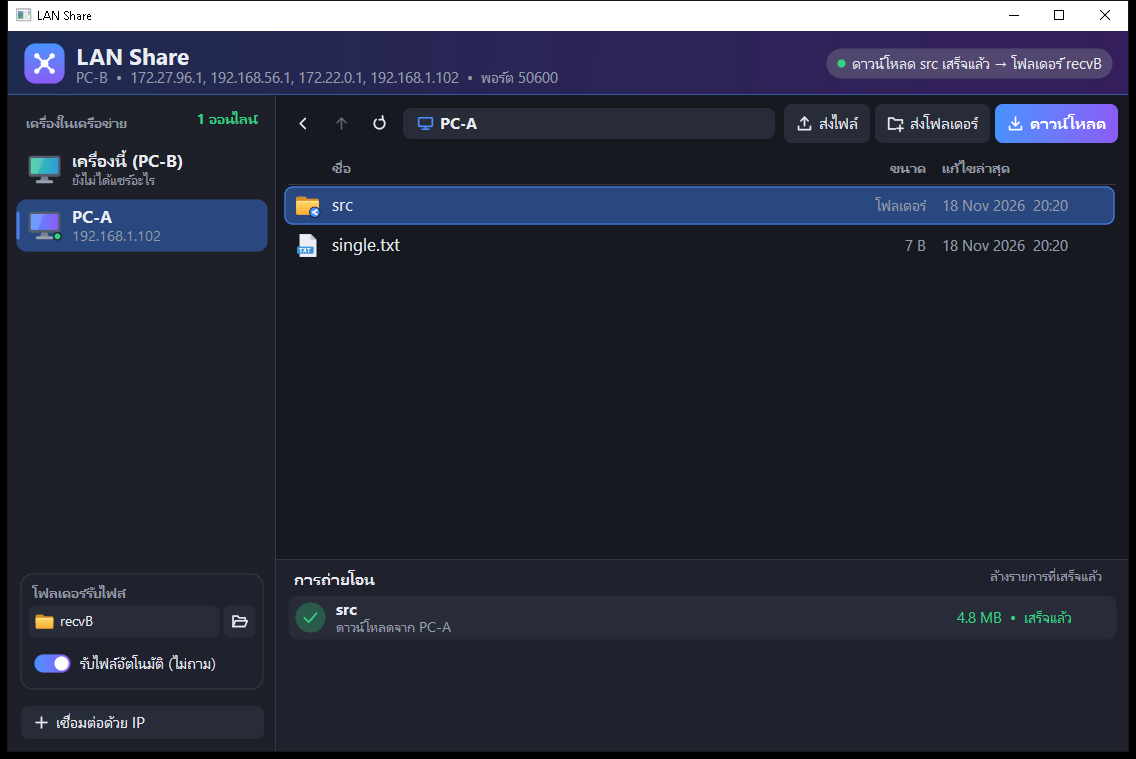 LAN Share
LAN Share
PC-B • 172.27.96.1, 192.168.56.1, 172.22.0.1, 192.168.1.102 • พอร์ต 50600
ดาวน์โหลด src เสร็จแล้ว → โฟลเดอร์ recvB
เครื่องในเครือข่าย
1 ออนไลน์
เครื่องนี้ (PC-B)
ยังไม่ได้แชร์อะไร
PC-A
192.168.1.102
PC-A
ส่งไฟล์
ส่งโฟลเดอร์
ดาวน์โหลด
ชื่อ ขนาด แก้ไขล่าสุด
src โฟลเดอร์ 18 Nov 2026 20:20
single.txt 7 B 18 Nov 2026 20:20
โฟลเดอร์รับไฟล์
recvB
รับไฟล์อัตโนมัติ (ไม่ถาม)
+ เชื่อมต่อด้วย IP
การถ่ายโอน
ล้างรายการที่เสร็จแล้ว
src
ดาวน์โหลดจาก PC-A
4.8 MB • เสร็จแล้ว